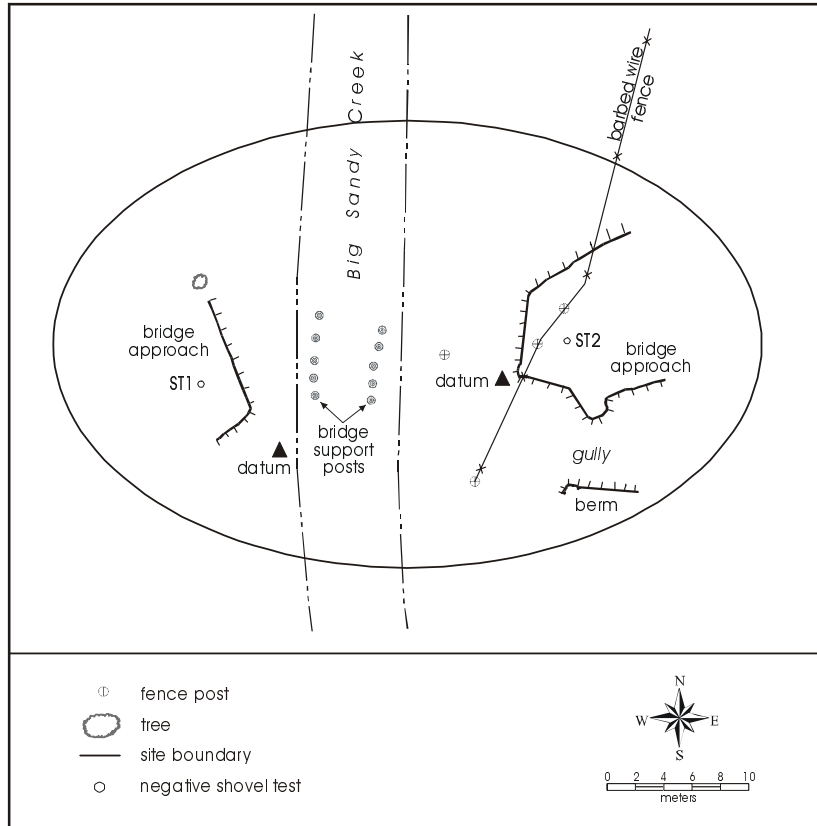 Big Sandy Creek
barbed wire
fence
bridge
approach
ST1
datum
bridge
support
posts
datum
ST2
bridge
approach
gully
berm
fence post
tree
site boundary
negative shovel test
N
W E
S
0 2 4 6 8 10
meters